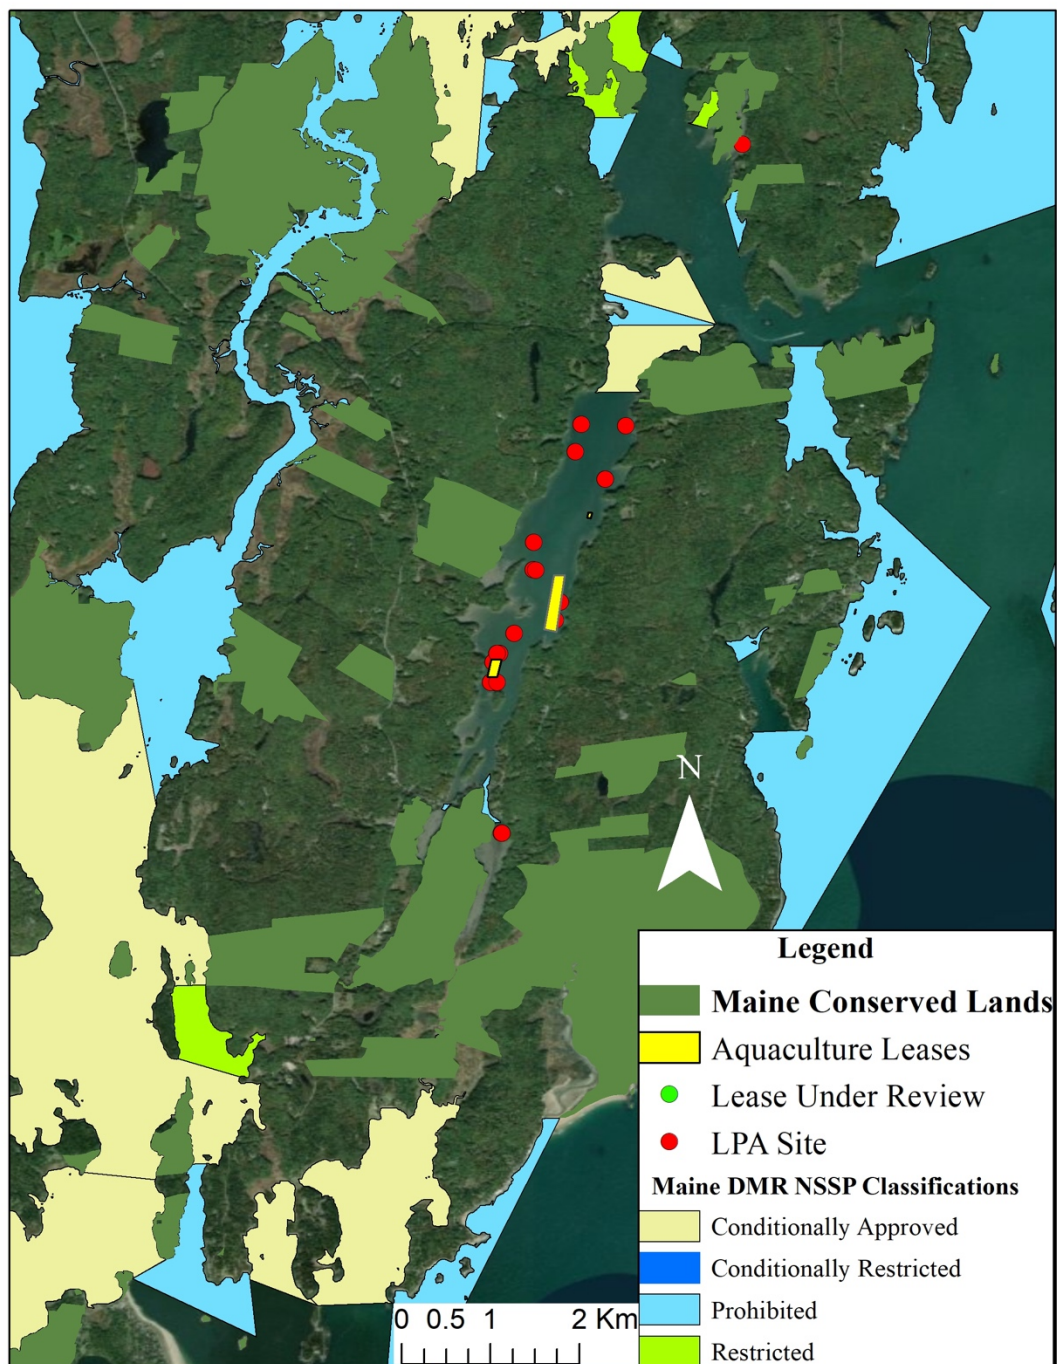 N
Legend
Maine Conserved Lands
Aquaculture Leases
Lease Under Review
LPA Site
Maine DMR NSSP Classifications
Conditionally Approved
Conditionally Restricted
Prohibited
Restricted
0 0.5 1 2 Km